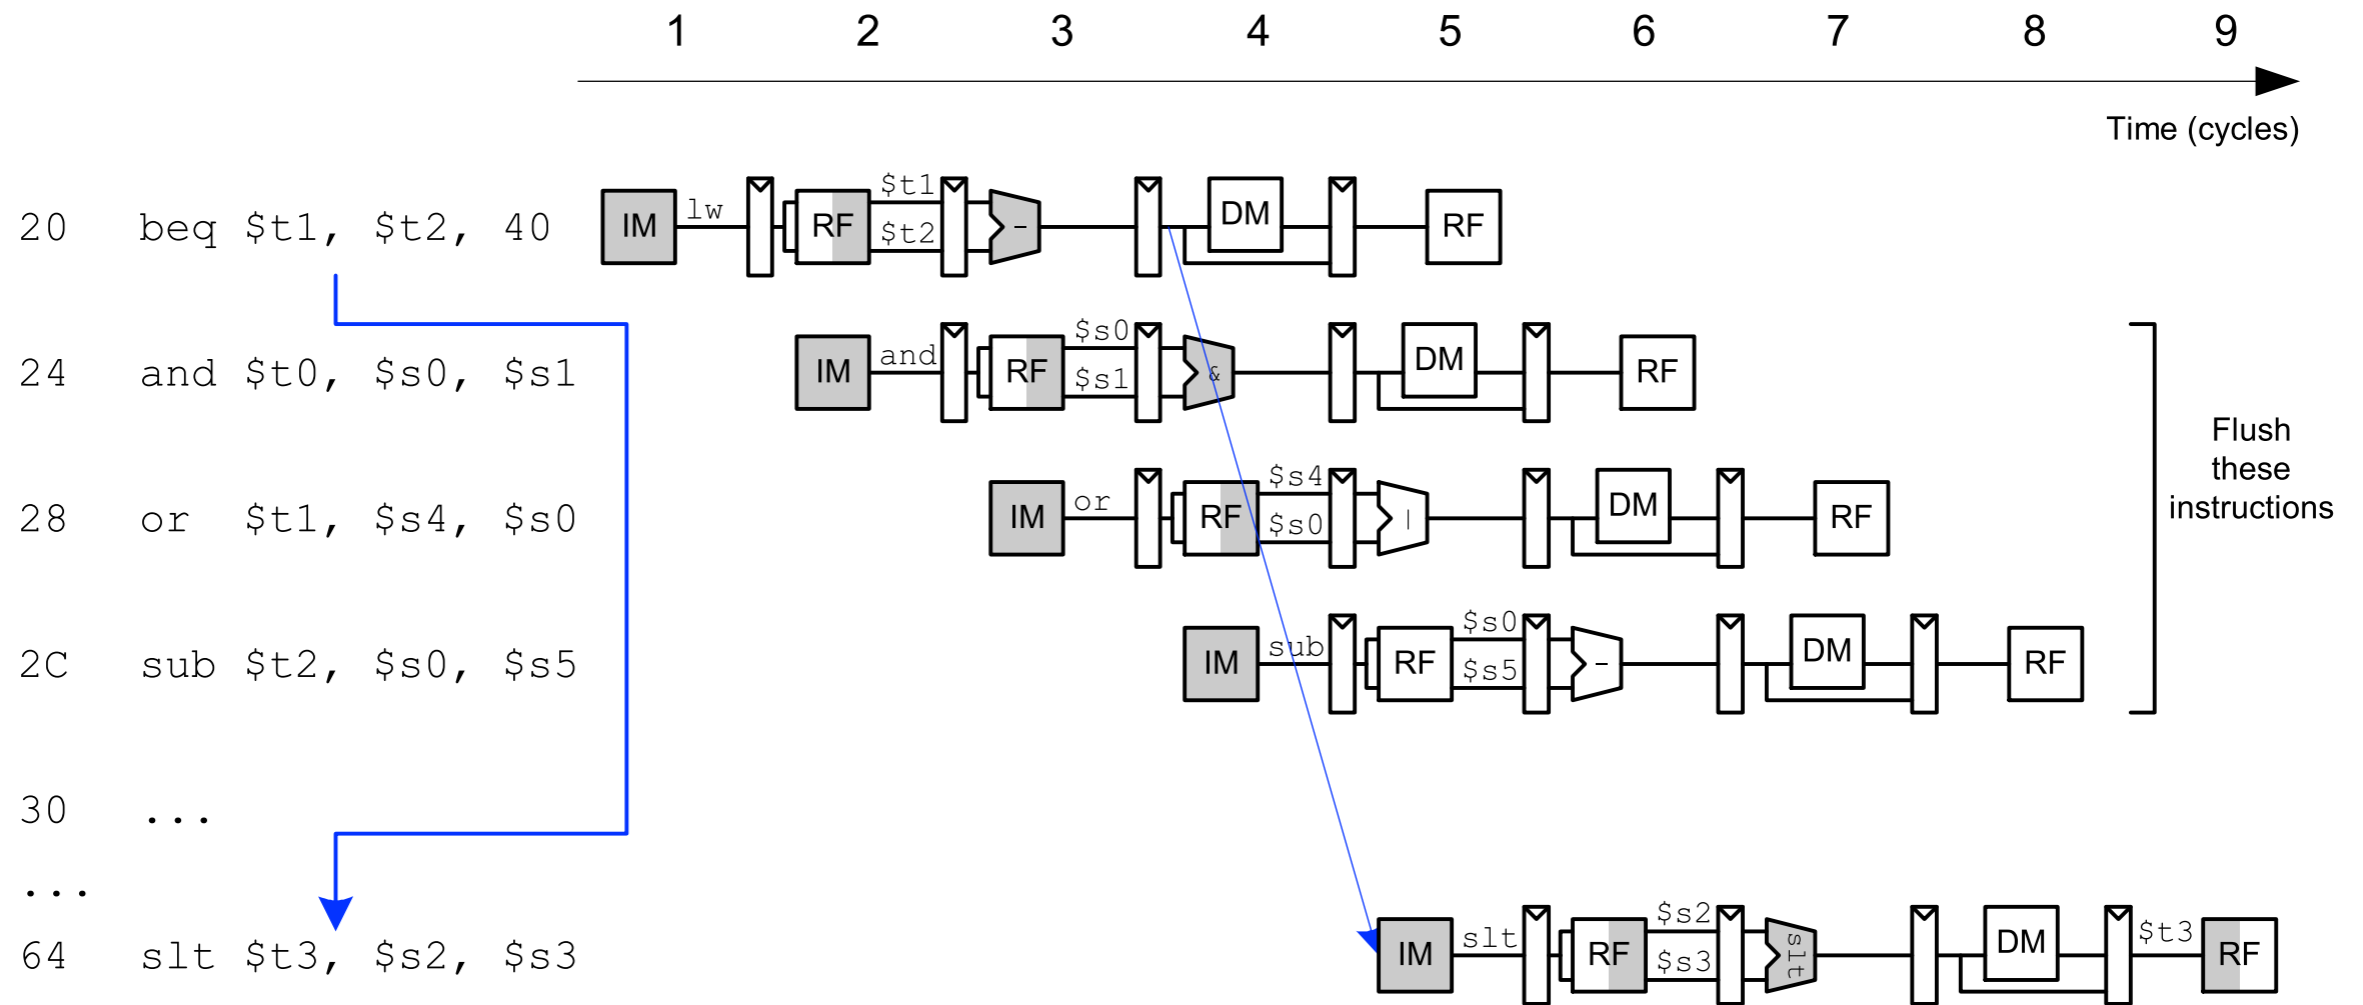 1 2 3 4 5 6 7 8 9
Time (cycles)
20 beq $t1, $t2, 40 IM lw RF $t1 $t2 - DM RF
24 and $t0, $s0, $s1 IM and RF $s0 $s1 & DM RF
28 or $t1, $s4, $s0 IM or RF $s4 $s0 | DM RF
2C sub $t2, $s0, $s5 IM sub RF $s0 $s5 - DM RF
Flush
these
instructions
30 ...
...
64 slt $t3, $s2, $s3 IM slt RF $s2 $s3 slt DM $t3 RF